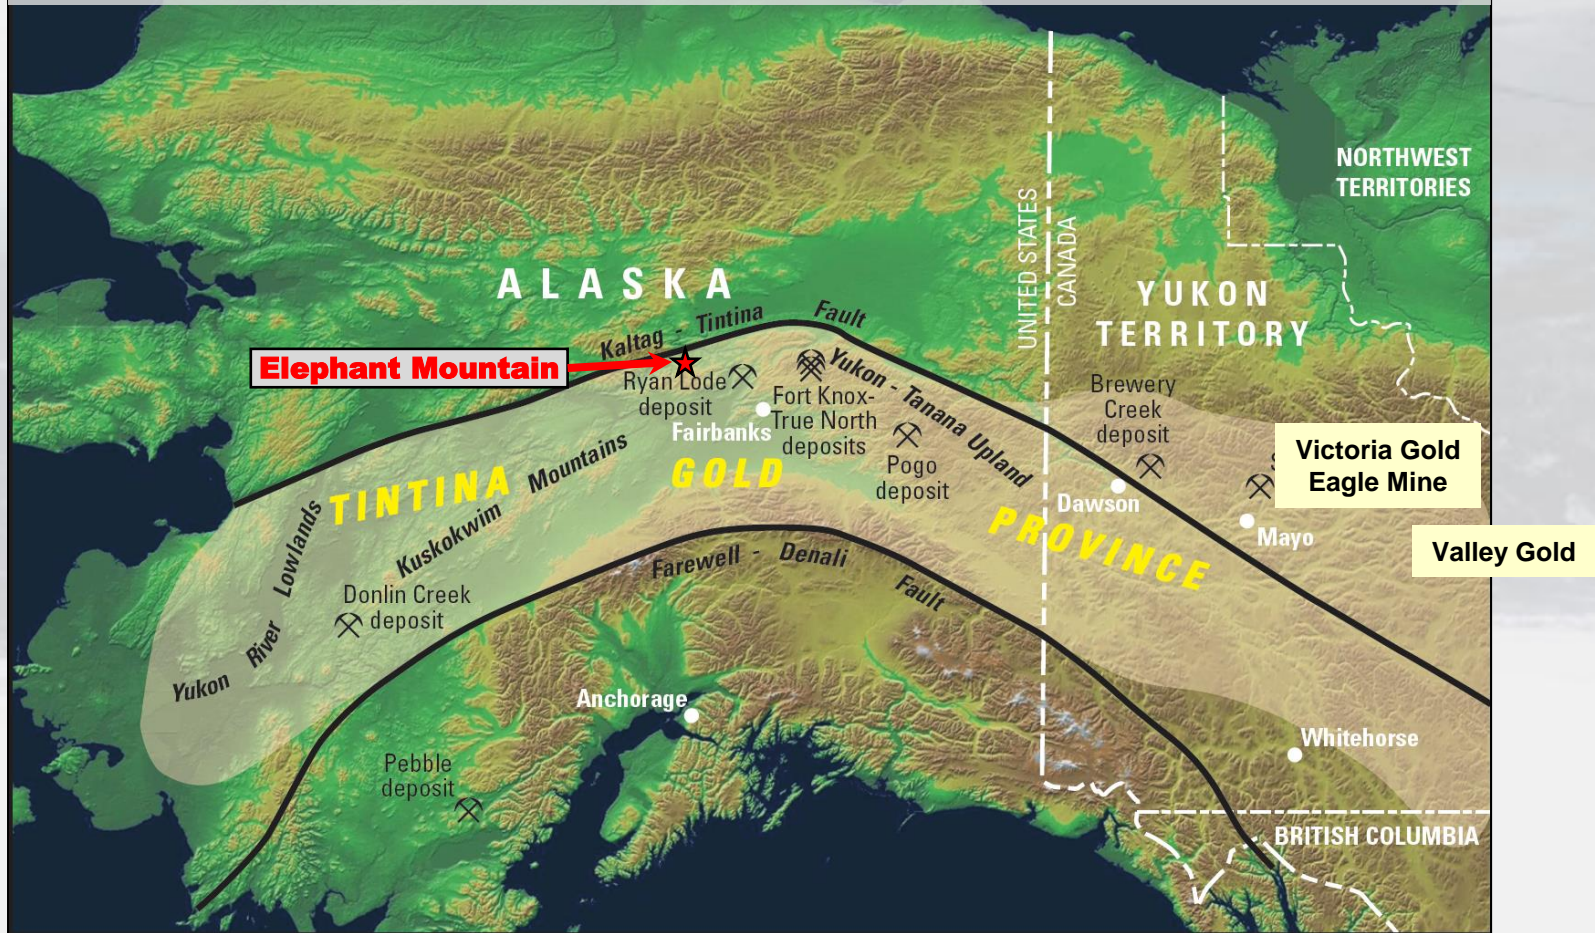 NORTHWEST
TERRITORIES
UNITED STATES
CANADA
ALASKA
YUKON
TERRITORY
Kaltag - Tintina Fault
Elephant Mountain
Ryan Lode
deposit
Fort Knox-
True North
deposits
Yukon - Tanana Upland
Brewery
Creek
deposit
Fairbanks
Victoria Gold
Eagle Mine
Pogo
deposit
TINTINA GOLD PROVINCE
Kuskokwim Mountains
Dawson
Mayo
Valley Gold
Yukon River Lowlands
Farewell - Denali Fault
Donlin Creek
deposit
Anchorage
Whitehorse
Pebble
deposit
BRITISH COLUMBIA